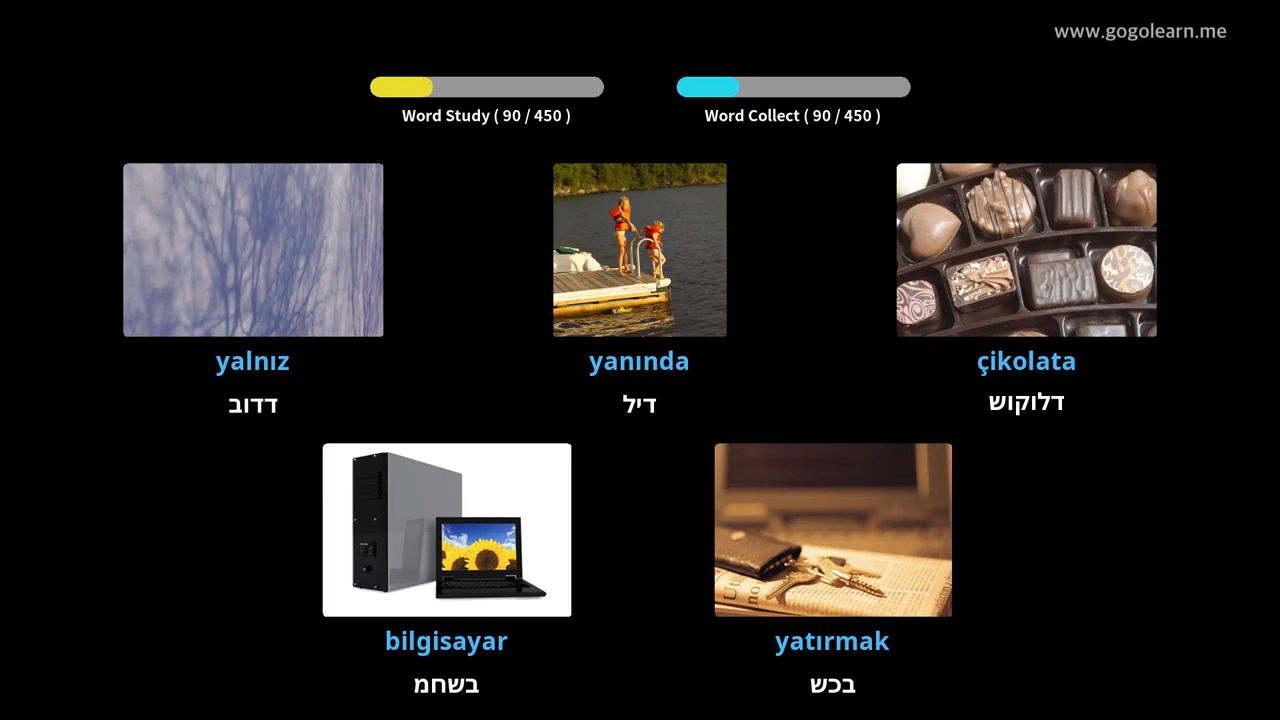 www.gogolearn.me
Word Study ( 90 / 450 )
Word Collect ( 90 / 450 )
yalnız
דדוב
yanında
דיל
çikolata
דלוקוש
bilgisayar
בשחמ
yatırmak
בכש